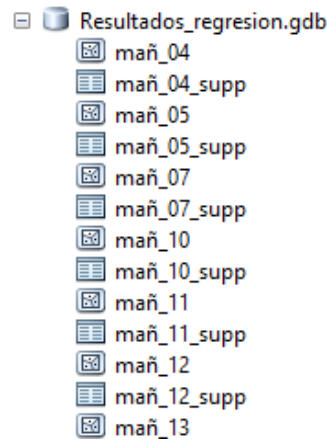 Resultados_regresion.gdb
mañ_04
mañ_04_supp
mañ_05
mañ_05_supp
mañ_07
mañ_07_supp
mañ_10
mañ_10_supp
mañ_11
mañ_11_supp
mañ_12
mañ_12_supp
mañ_13